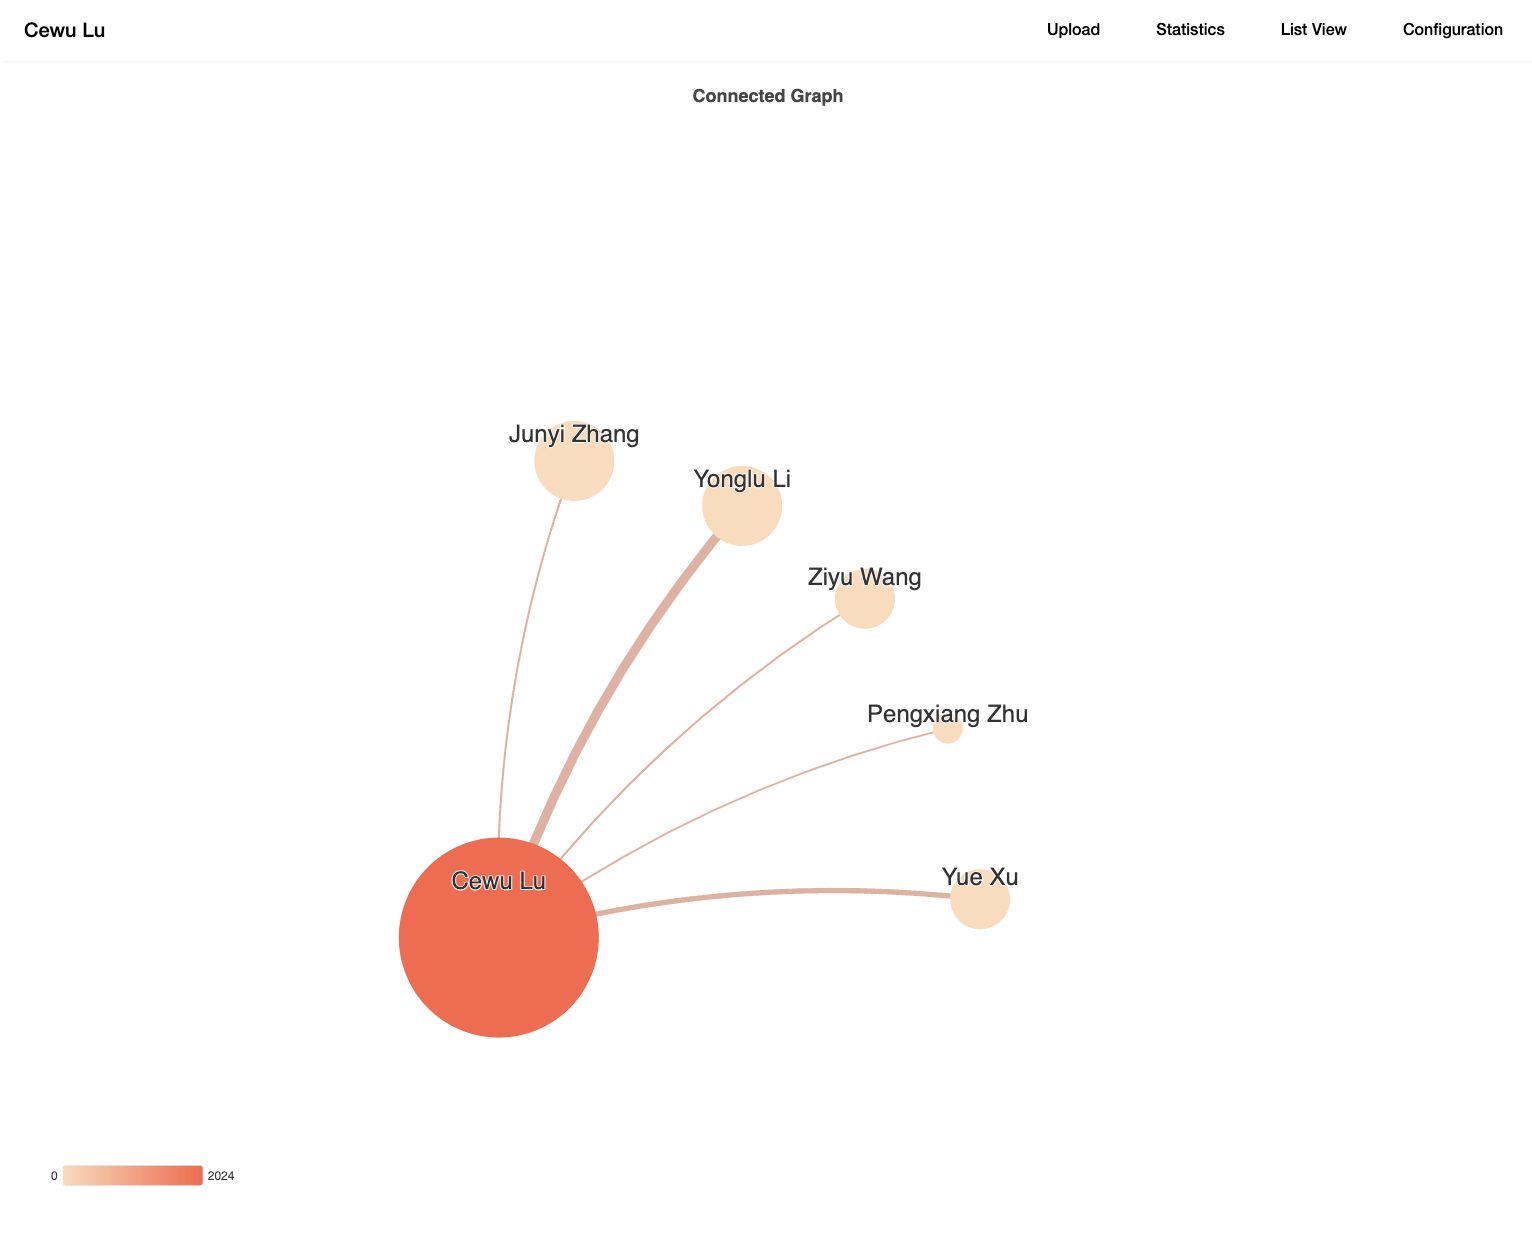 Cewu Lu
Upload
Statistics
List View
Configuration
Connected Graph
Junyi Zhang
Yonglu Li
Ziyu Wang
Pengxiang Zhu
Yue Xu
Cewu Lu
0
2024